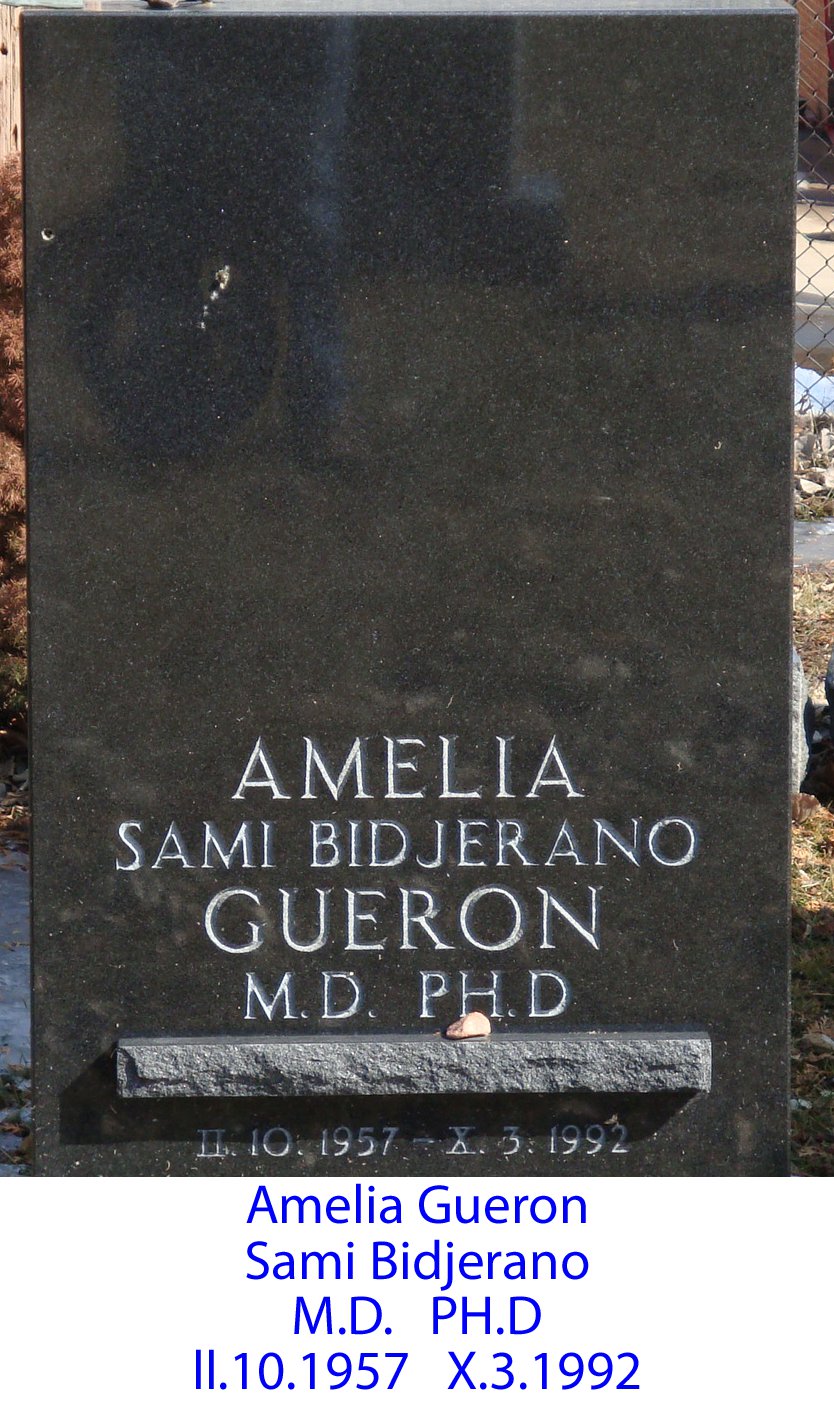 AMELIA
SAMI BIDJERANO
GUERON
M.D. PH.D
II. 10. 1957 – X. 3. 1992
Amelia Gueron
Sami Bidjerano
M.D. PH.D
II.10.1957 X.3.1992